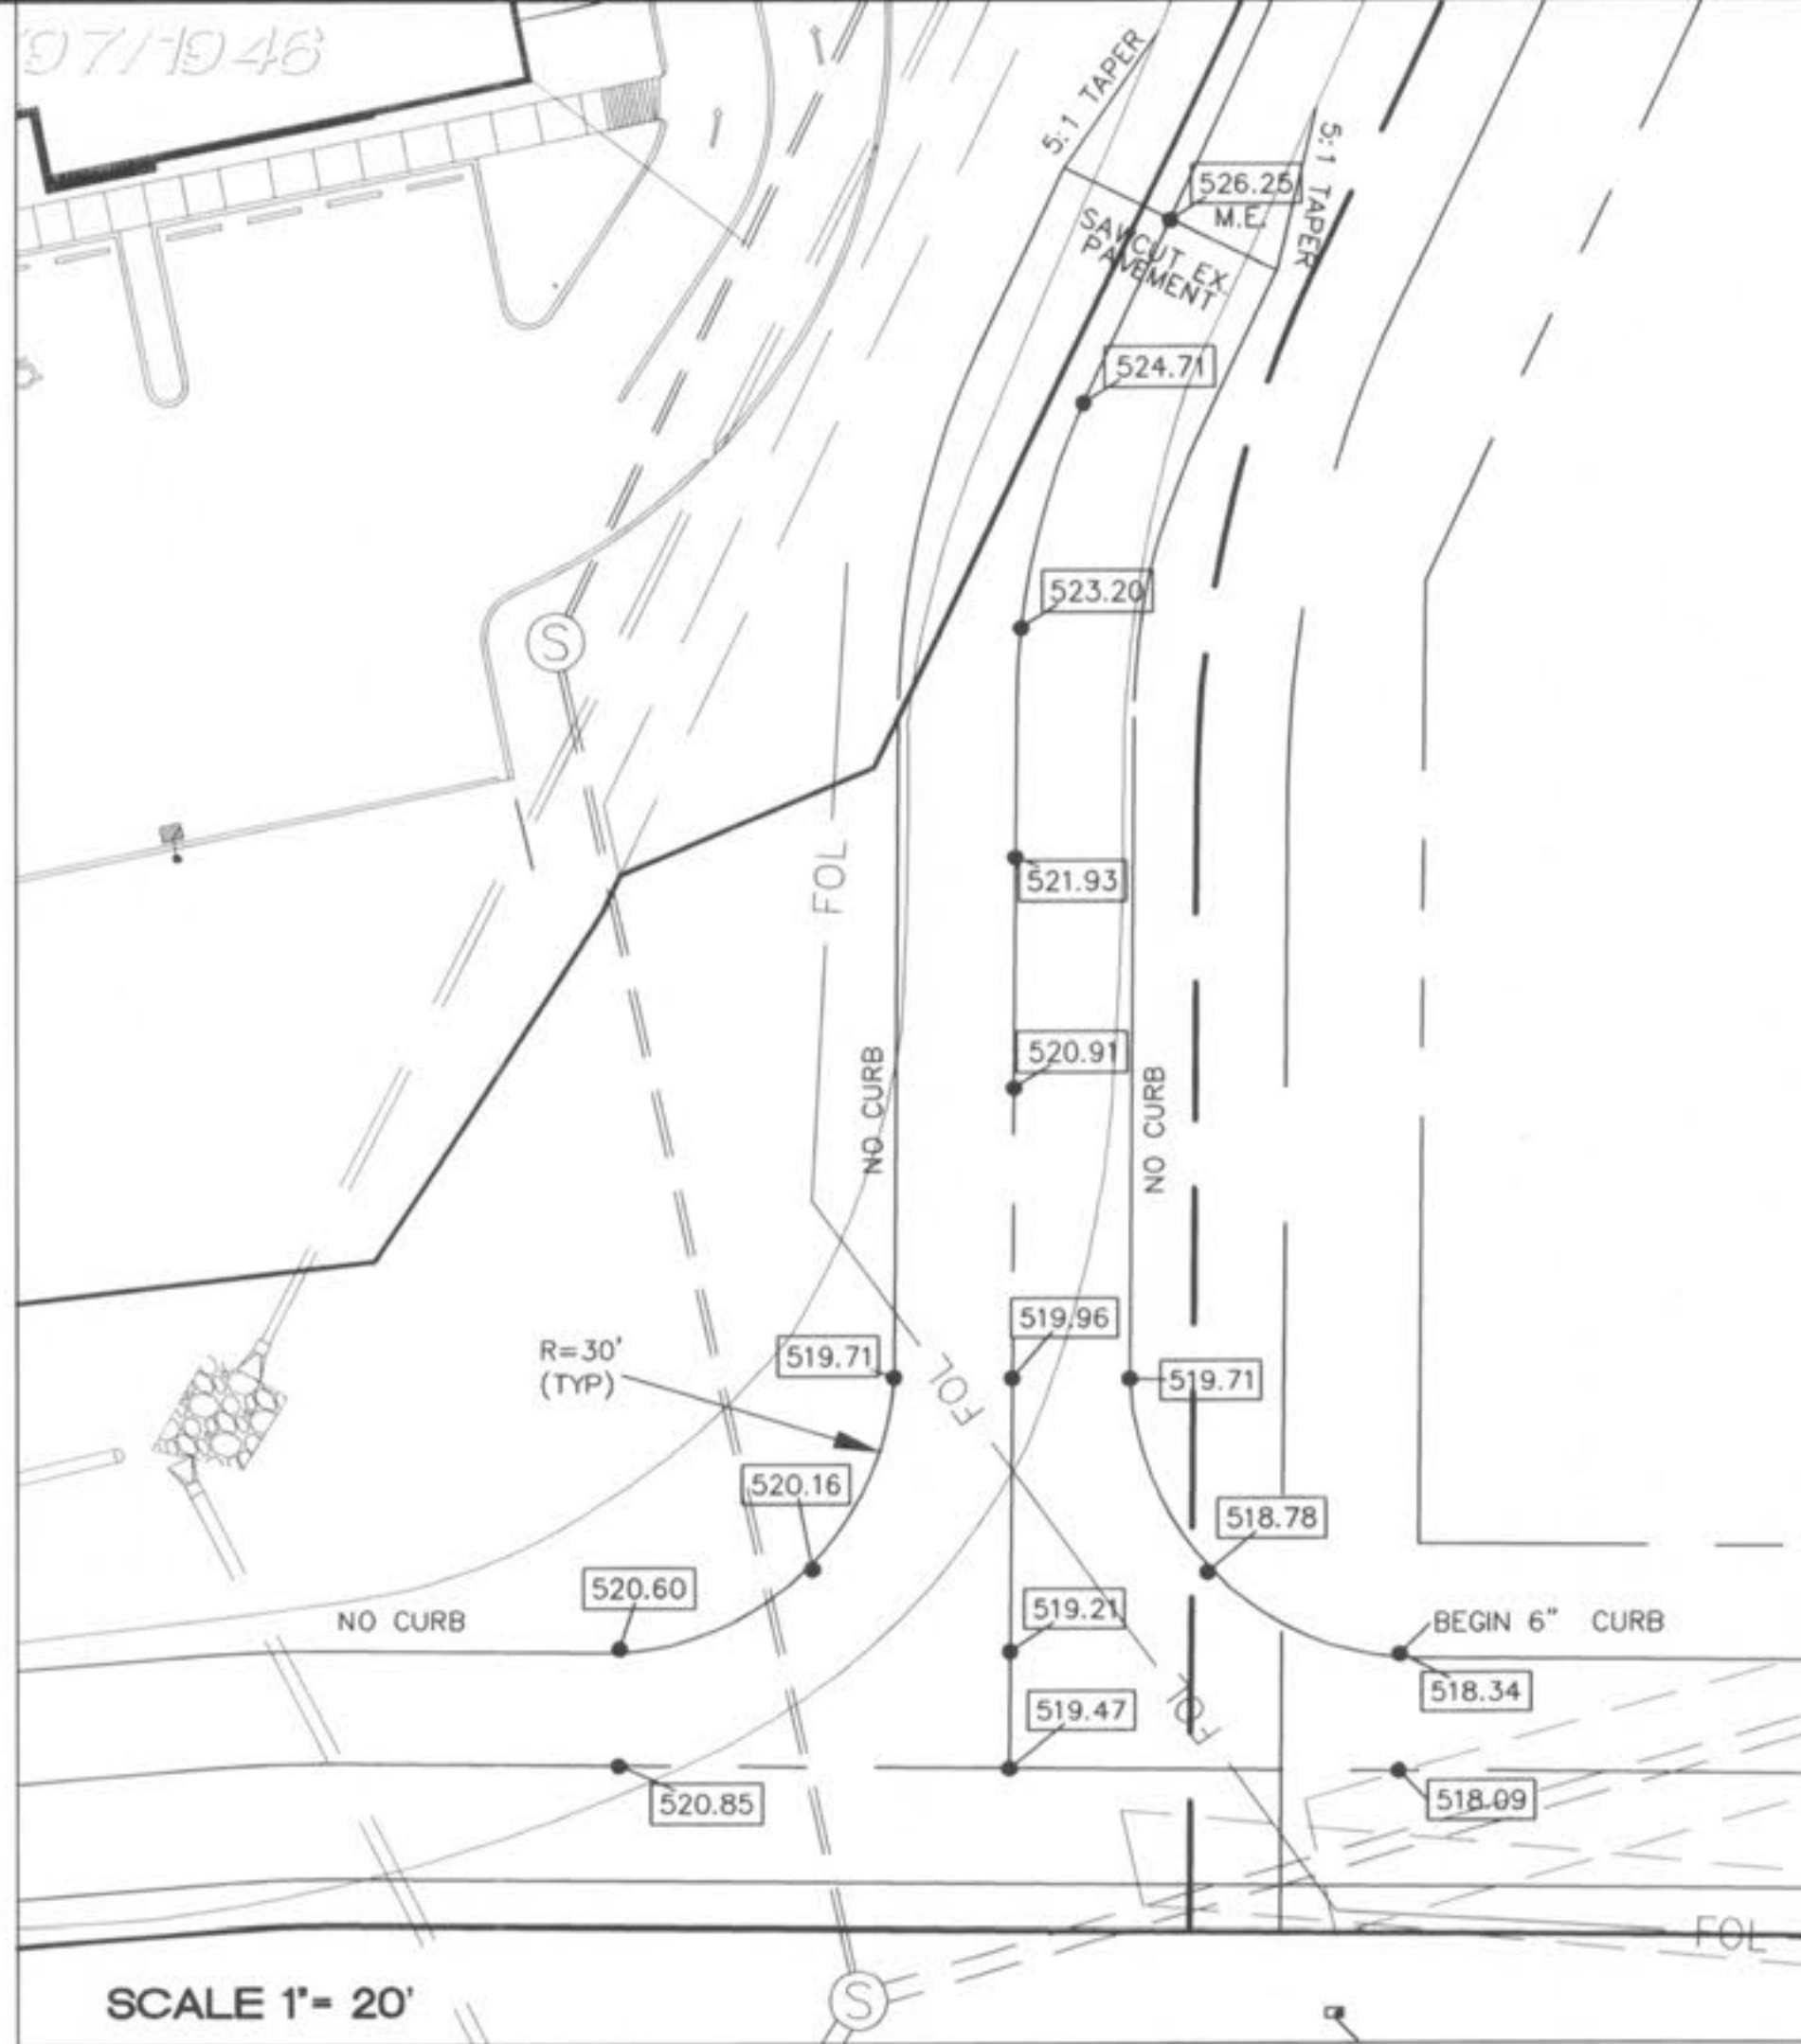 97/1946
5:1 TAPER
5:1 TAPER
526.25
M.E.
SAWCUT EX.
PAVEMENT
524.71
523.20
S
FOL
521.93
520.91
NO CURB
NO CURB
519.96
R=30'
(TYP)
519.71
519.71
FOL
520.16
518.78
520.60
519.21
NO CURB
BEGIN 6" CURB
518.34
FOL
519.47
520.85
518.09
FOL
SCALE 1"= 20'
S